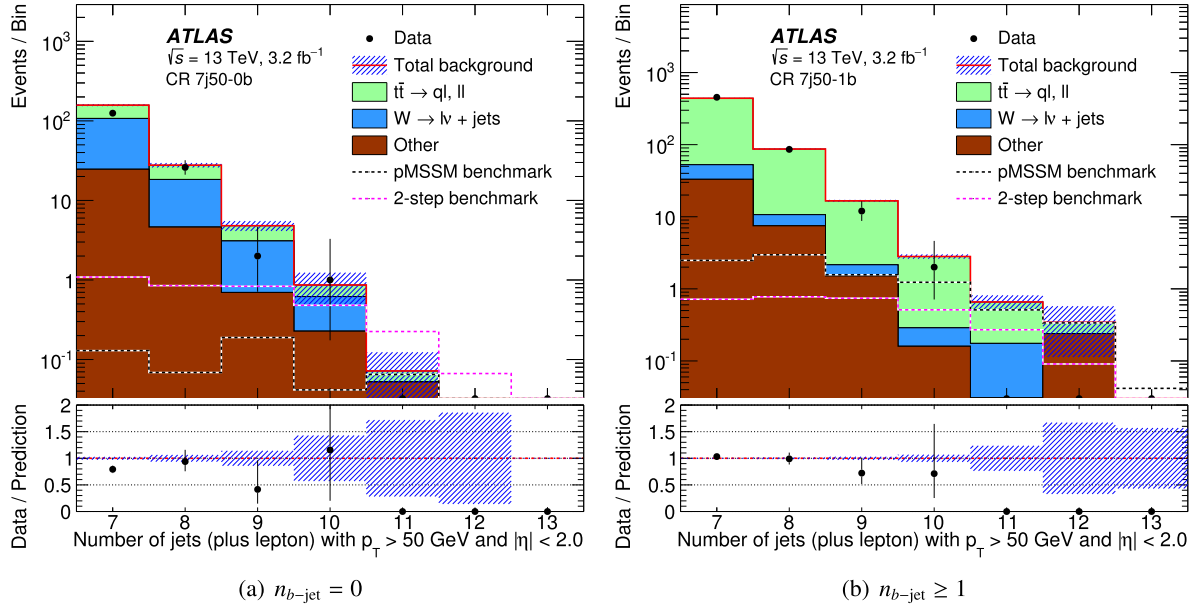 Events / Bin
10³
10²
10
1
10⁻¹
ATLAS
√s = 13 TeV, 3.2 fb⁻¹
CR 7j50-0b
Data
Total background
tt̄ → ql, ll
W → lν + jets
Other
pMSSM benchmark
2-step benchmark
Data / Prediction
2
1.5
1
0.5
0
7 8 9 10 11 12 13
Number of jets (plus lepton) with p_T > 50 GeV and |η| < 2.0
(a) n_{b−jet} = 0
Events / Bin
10³
10²
10
1
10⁻¹
ATLAS
√s = 13 TeV, 3.2 fb⁻¹
CR 7j50-1b
Data
Total background
tt̄ → ql, ll
W → lν + jets
Other
pMSSM benchmark
2-step benchmark
Data / Prediction
2
1.5
1
0.5
0
7 8 9 10 11 12 13
Number of jets (plus lepton) with p_T > 50 GeV and |η| < 2.0
(b) n_{b−jet} ≥ 1